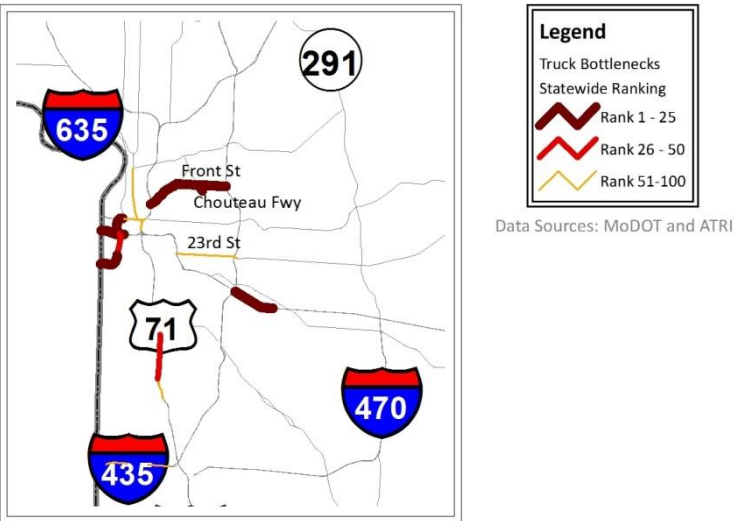 291
635
Front St
Chouteau Fwy
23rd St
71
470
435
Legend
Truck Bottlenecks
Statewide Ranking
Rank 1 - 25
Rank 26 - 50
Rank 51-100
Data Sources: MoDOT and ATRI